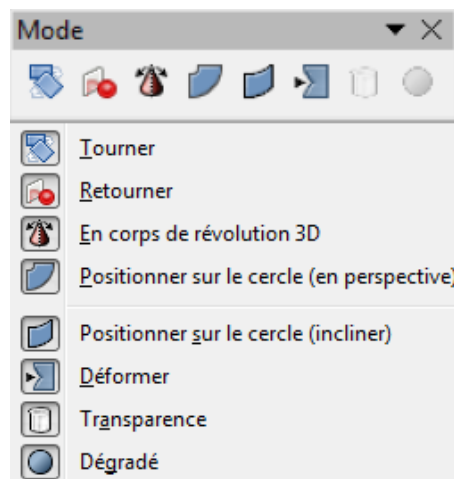 Mode
Tourner
Retourner
En corps de révolution 3D
Positionner sur le cercle (en perspective)
Positionner sur le cercle (incliner)
Déformer
Transparence
Dégradé